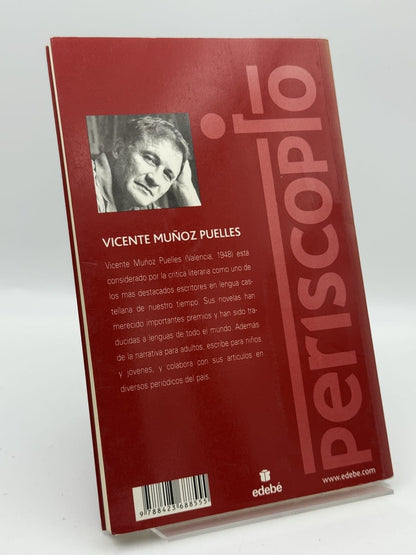 VICENTE MUÑOZ PUELLES
Vicente Muñoz Puelles (Valencia, 1948) está
considerado por la crítica literaria como uno de
los más destacados escritores en lengua cas-
tellana de nuestro tiempo. Sus novelas han
merecido importantes premios y han sido tra-
ducidas a lenguas de todo el mundo. Además
de la narrativa para adultos, escribe para niños
y jóvenes, y colabora con sus artículos en
diversos periódicos del país.
periscopio
www.edebe.com
edebé
9 788423 688555